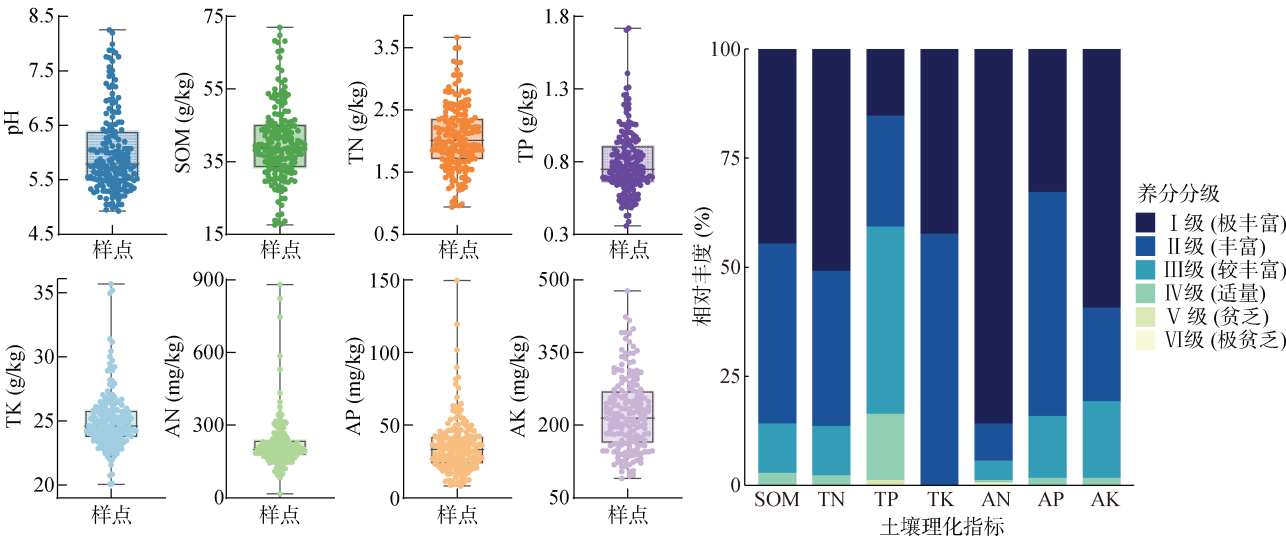 8.5
7.5
6.5
5.5
4.5
pH
样点
75
55
35
15
SOM (g/kg)
样点
3.5
2.5
1.5
0.5
TN (g/kg)
样点
1.8
1.3
0.8
0.3
TP (g/kg)
样点
35
30
25
20
TK (g/kg)
样点
900
600
300
0
AN (mg/kg)
样点
150
100
50
0
AP (mg/kg)
样点
500
350
200
50
AK (mg/kg)
样点
100
75
50
25
0
相对丰度 (%)
SOM TN TP TK AN AP AK
土壤理化指标
养分分级
Ⅰ级 (极丰富)
Ⅱ级 (丰富)
Ⅲ级 (较丰富)
Ⅳ级 (适量)
Ⅴ级 (贫乏)
Ⅵ级 (极贫乏)